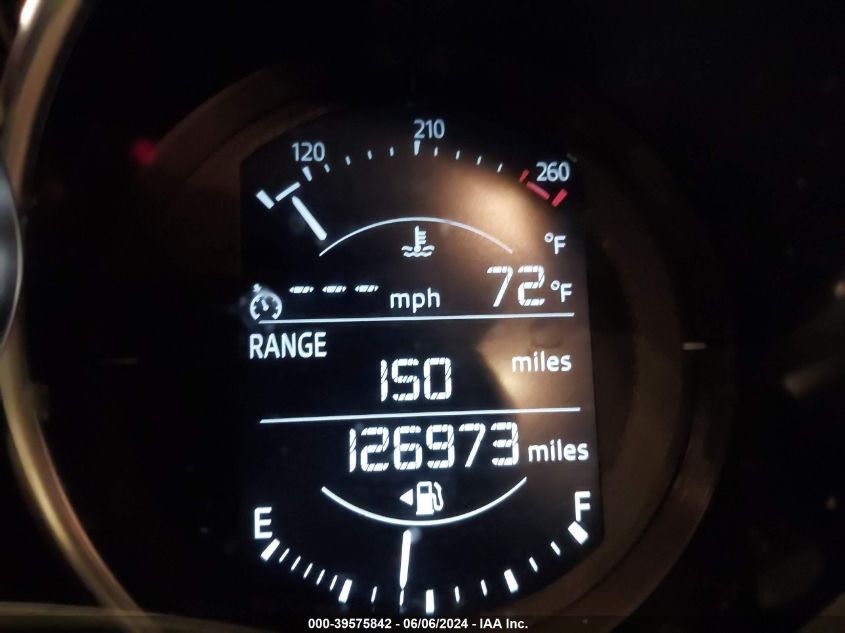 120 210 260
°F
--- mph 72°F
RANGE
150 miles
126973 miles
E F
000-39575842 - 06/06/2024 - IAA Inc.